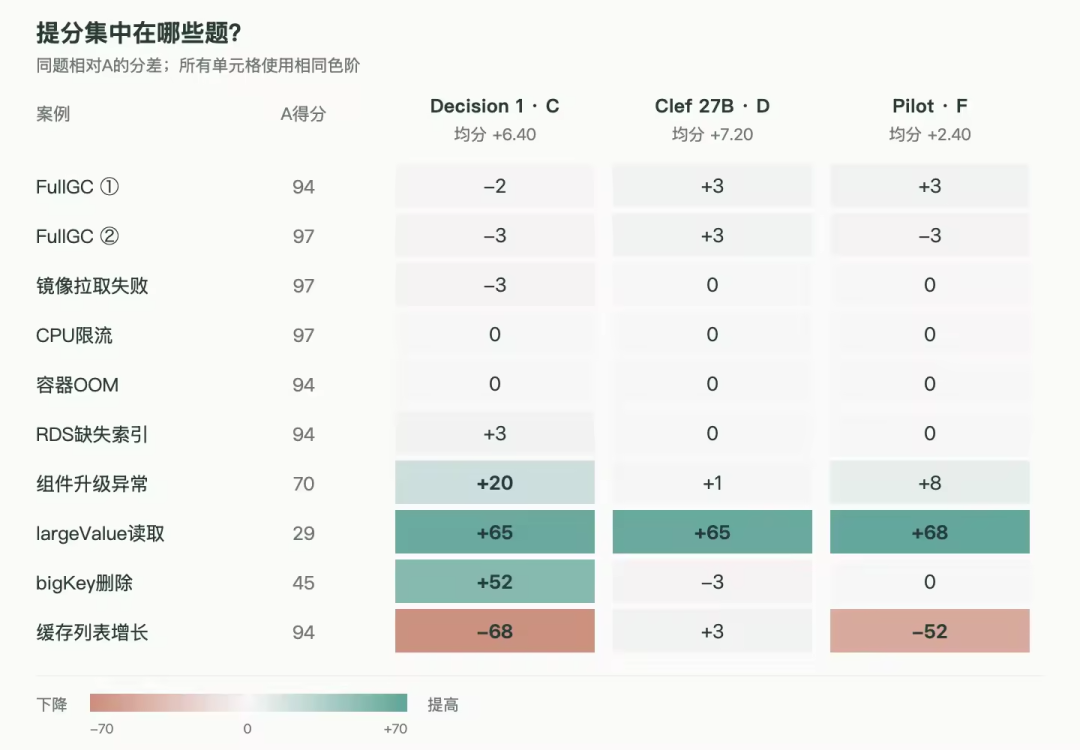 提分集中在哪些题?
同题相对A的分差；所有单元格使用相同色阶
案例 A得分 Decision 1 · C Clef 27B · D Pilot · F
均分 +6.40 均分 +7.20 均分 +2.40
FullGC ① 94 −2 +3 +3
FullGC ② 97 −3 +3 −3
镜像拉取失败 97 −3 0 0
CPU限流 97 0 0 0
容器OOM 94 0 0 0
RDS缺失索引 94 +3 0 0
组件升级异常 70 +20 +1 +8
largeValue读取 29 +65 +65 +68
bigKey删除 45 +52 −3 0
缓存列表增长 94 −68 +3 −52
下降 提高
−70 0 +70